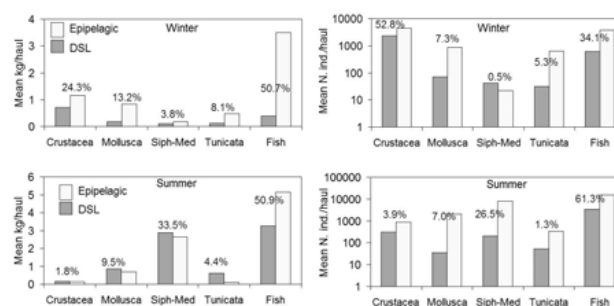 Winter
Epipelagic
DSL
Mean kg/haul
4
3
2
1
0
24.3%
13.2%
3.8%
8.1%
50.7%
Crustacea Mollusca Siph-Med Tunicata Fish
Winter
Mean N. ind./haul
10000
1000
100
10
1
52.8%
7.3%
0.5%
5.3%
34.1%
Crustacea Mollusca Siph-Med Tunicata Fish
Summer
Epipelagic
DSL
Mean kg/haul
6
5
4
3
2
1
0
1.8%
9.5%
33.5%
4.4%
50.9%
Crustacea Mollusca Siph-Med Tunicata Fish
Summer
Mean N. ind./haul
100000
10000
1000
100
10
1
3.9%
7.0%
26.5%
1.3%
61.3%
Crustacea Mollusca Siph-Med Tunicata Fish